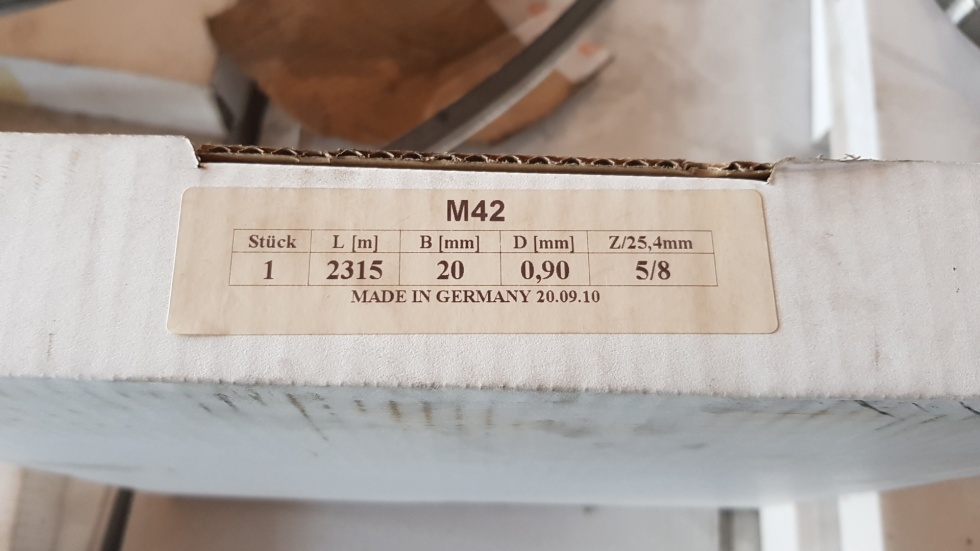 M42
Stück L [m] B [mm] D [mm] Z/25,4mm
1 2315 20 0,90 5/8
MADE IN GERMANY 20.09.10